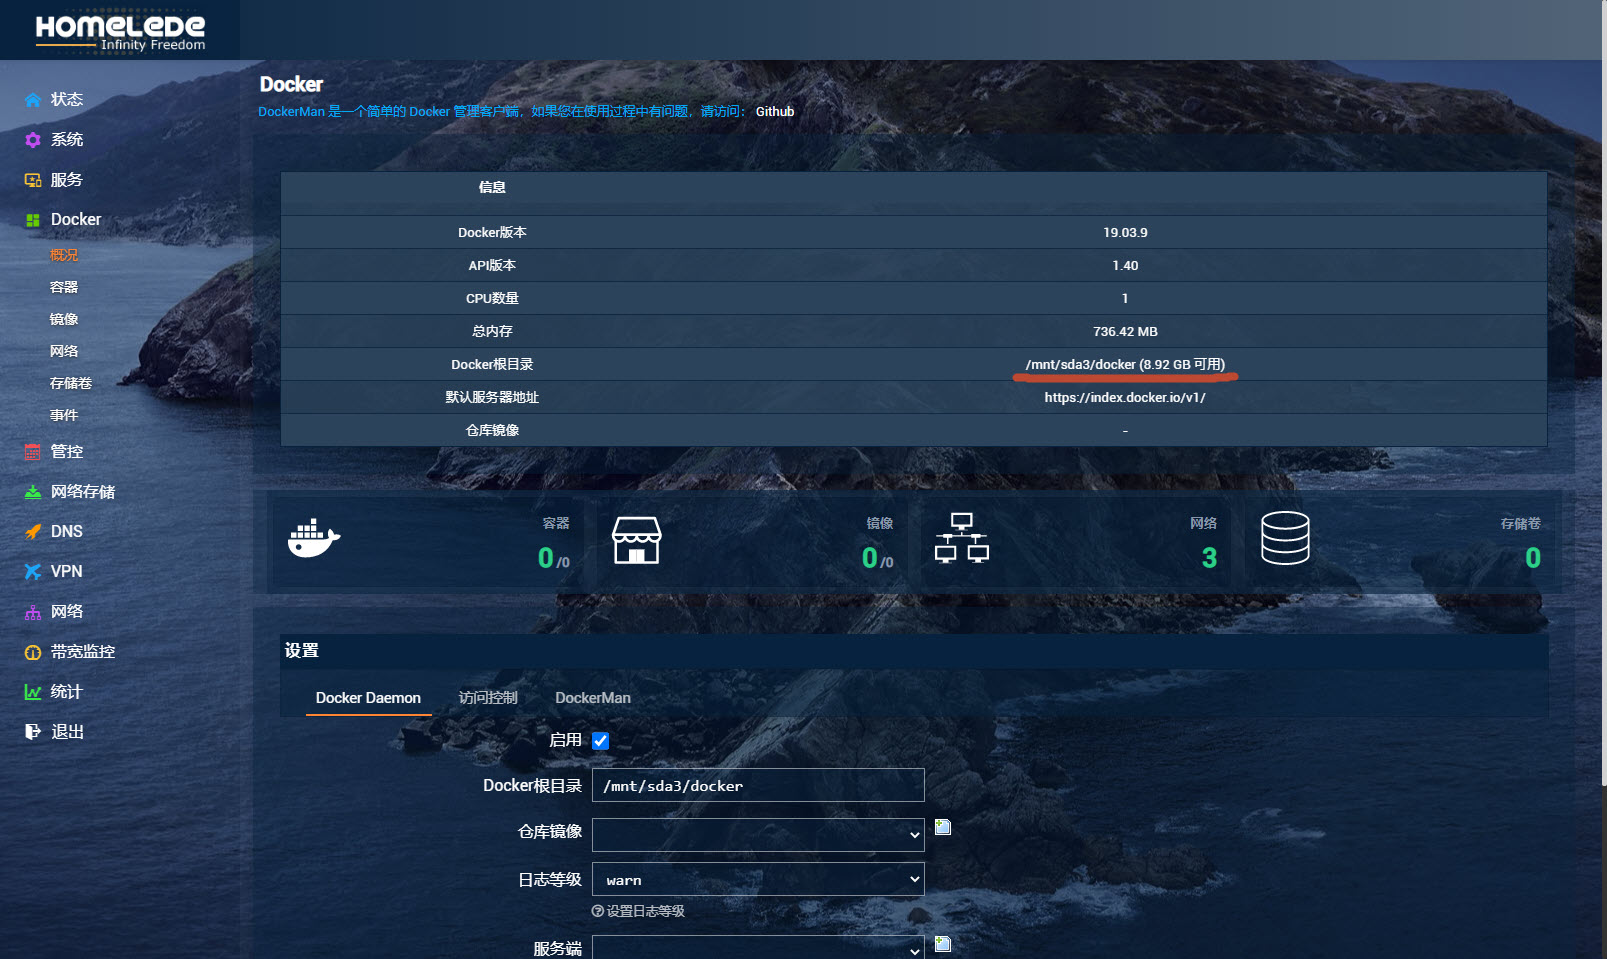 HOMELEDE
Infinity Freedom
状态
系统
服务
Docker
概况
容器
镜像
网络
存储卷
事件
管控
网络存储
DNS
VPN
网络
带宽监控
统计
退出
Docker
DockerMan 是一个简单的 Docker 管理客户端，如果您在使用过程中有问题，请访问： Github
信息
Docker版本 19.03.9
API版本 1.40
CPU数量 1
总内存 736.42 MB
Docker根目录 /mnt/sda3/docker (8.92 GB 可用)
默认服务器地址 https://index.docker.io/v1/
仓库镜像 -
容器
0/0
镜像
0/0
网络
3
存储卷
0
设置
Docker Daemon 访问控制 DockerMan
启用
Docker根目录 /mnt/sda3/docker
仓库镜像
日志等级 warn
设置日志等级
服务端